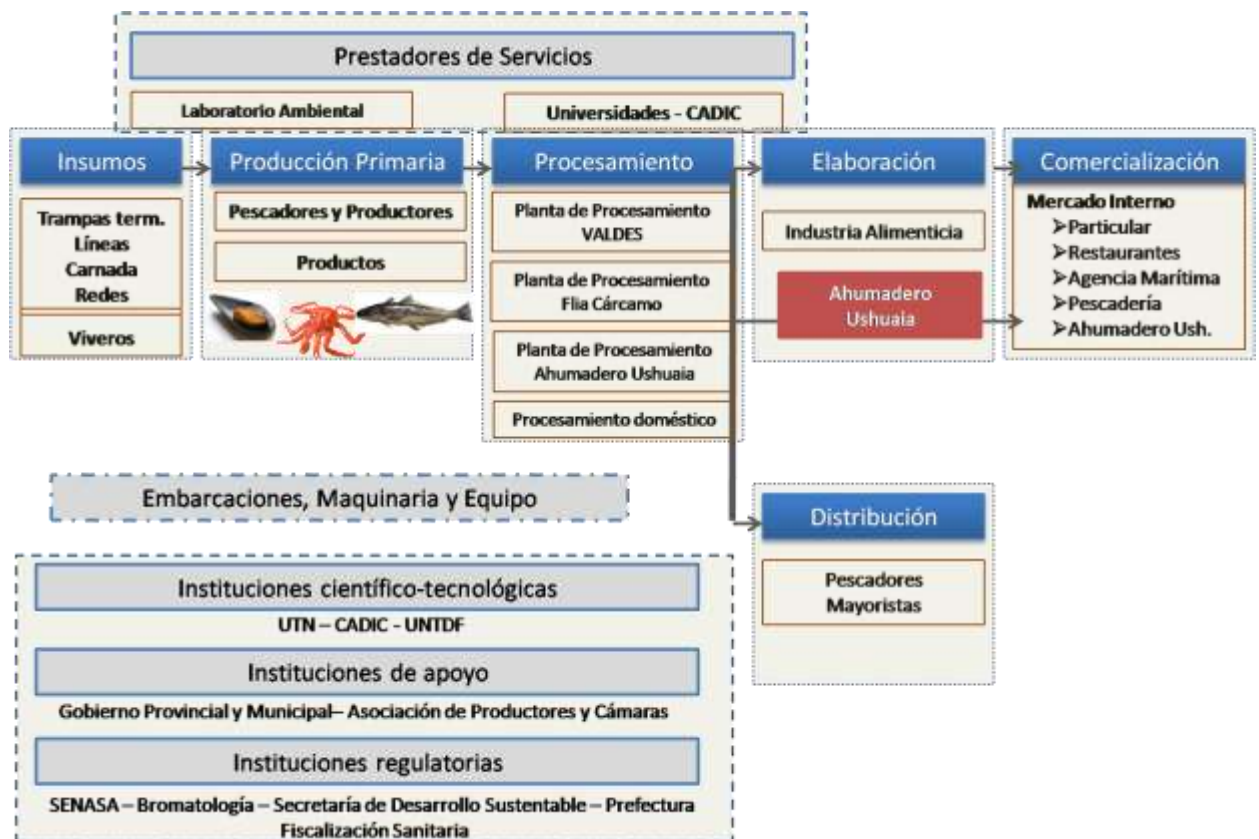 Prestadores de Servicios
Laboratorio Ambiental
Universidades - CADIC
Insumos
Trampas term.
Líneas
Carnada
Redes
Viveros
Producción Primaria
Pescadores y Productores
Productos
Procesamiento
Planta de Procesamiento
VALDES
Planta de Procesamiento
Flia Cárcamo
Planta de Procesamiento
Ahumadero Ushuaia
Procesamiento doméstico
Elaboración
Industria Alimenticia
Ahumadero
Ushuaia
Comercialización
Mercado Interno
➢Particular
➢Restaurantes
➢Agencia Marítima
➢Pescadería
➢Ahumadero Ush.
Distribución
Pescadores
Mayoristas
Embarcaciones, Maquinaria y Equipo
Instituciones científico-tecnológicas
UTN – CADIC - UNTDF
Instituciones de apoyo
Gobierno Provincial y Municipal– Asociación de Productores y Cámaras
Instituciones regulatorias
SENASA – Bromatología – Secretaría de Desarrollo Sustentable – Prefectura
Fiscalización Sanitaria